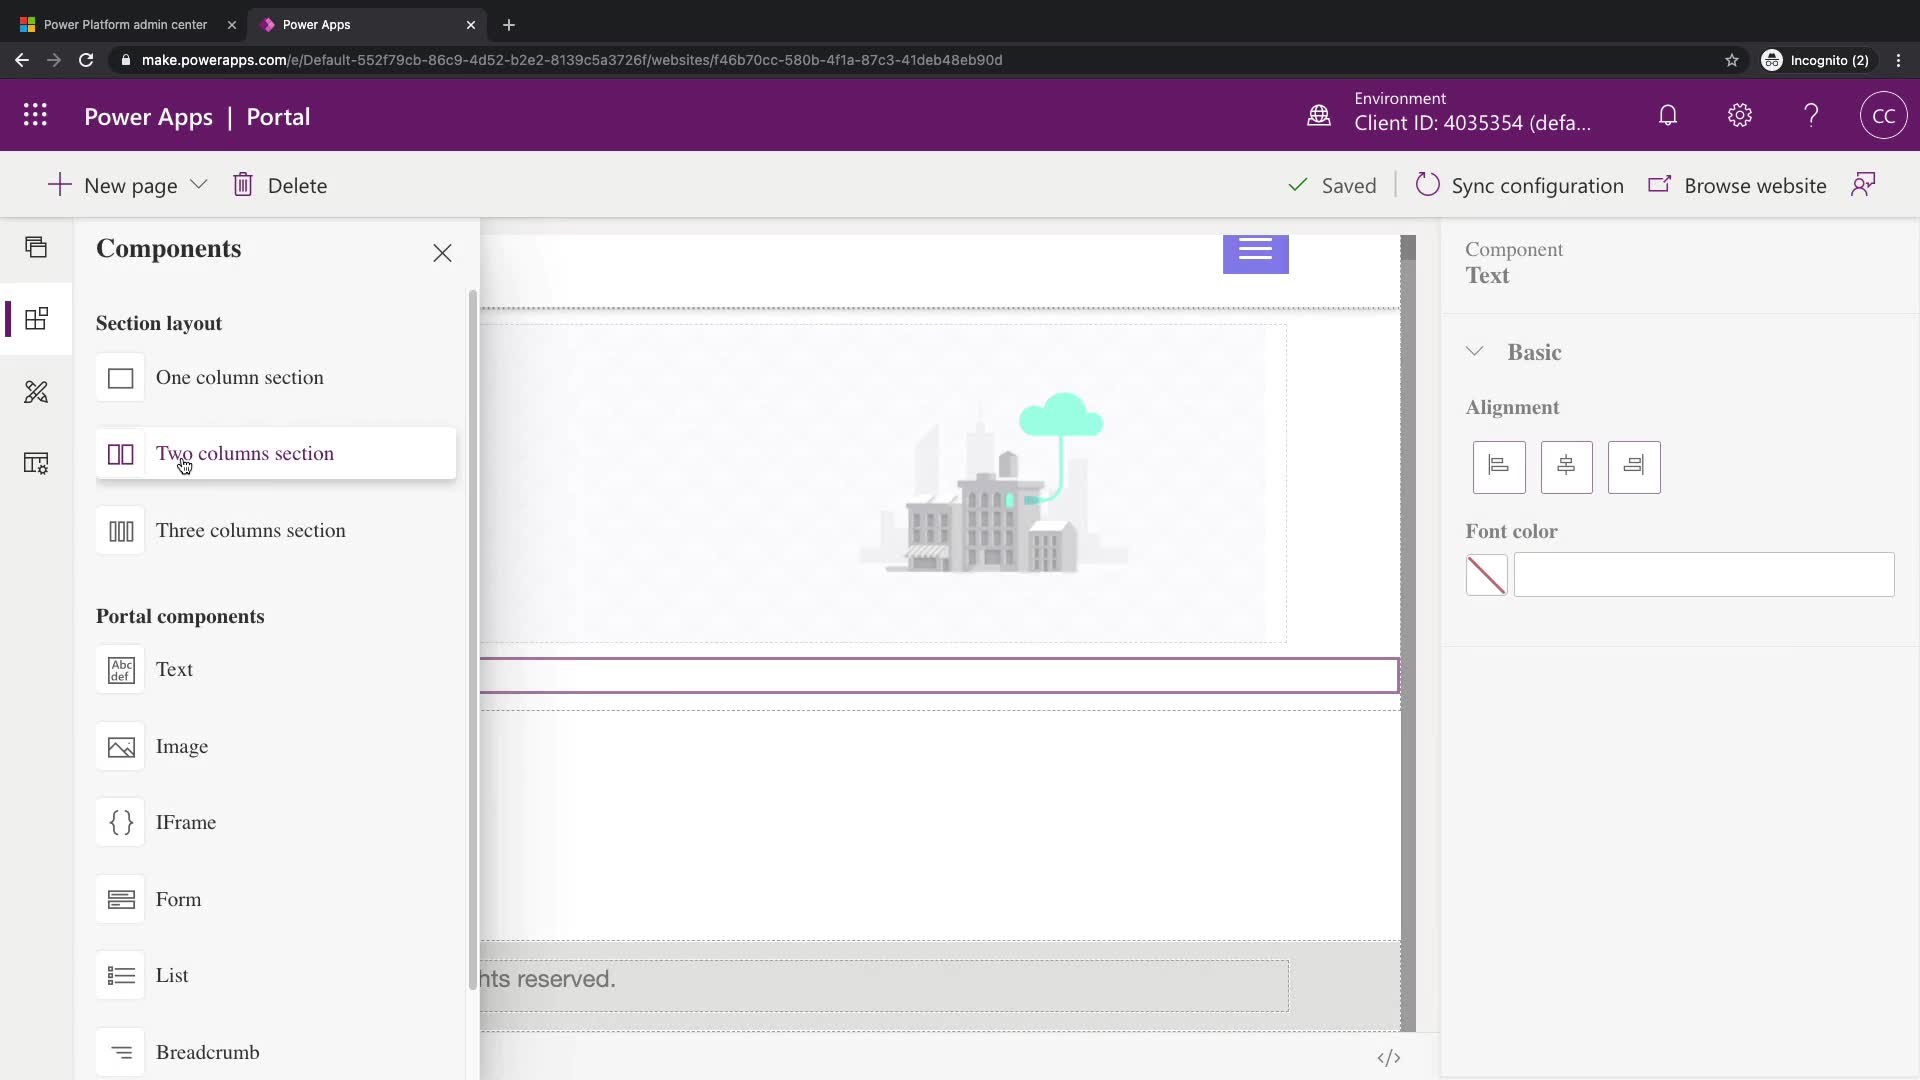 Power Platform admin center
Power Apps
make.powerapps.com/e/Default-552f79cb-86c9-4d52-b2e2-8139c5a3726f/websites/f46b70cc-580b-4f1a-87c3-41deb48eb90d
Incognito (2)
Power Apps | Portal
Environment
Client ID: 4035354 (defa...
CC
New page
Delete
Saved
Sync configuration
Browse website
Components
Section layout
One column section
Two columns section
Three columns section
Portal components
Abc
def
Text
Image
IFrame
Form
List
Breadcrumb
hts reserved.
</>
Component
Text
Basic
Alignment
Font color